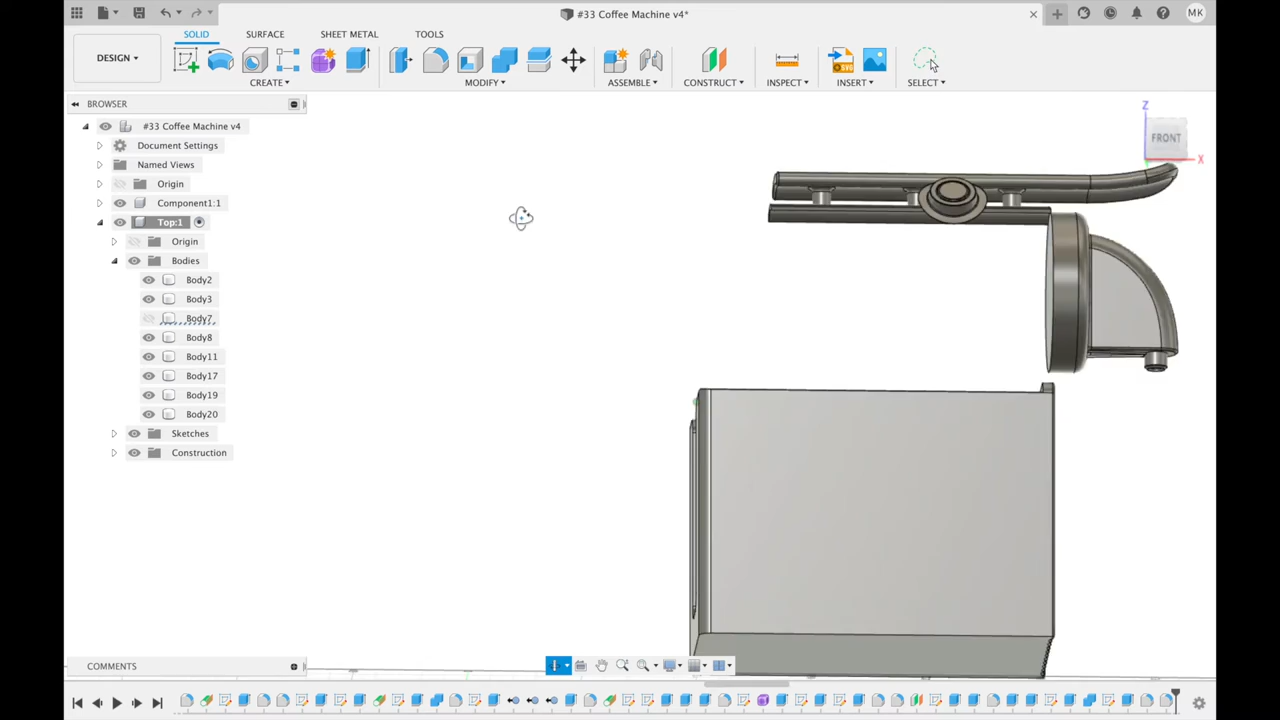 #33 Coffee Machine v4*
MK
DESIGN
SOLID
SURFACE
SHEET METAL
TOOLS
CREATE
MODIFY
ASSEMBLE
CONSTRUCT
INSPECT
INSERT
SELECT
BROWSER
#33 Coffee Machine v4
Document Settings
Named Views
Origin
Component1:1
Top:1
Origin
Bodies
Body2
Body3
Body7
Body8
Body11
Body17
Body19
Body20
Sketches
Construction
Z
FRONT
X
COMMENTS